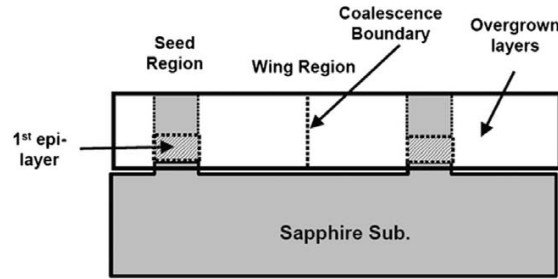 Coalescence
Boundary
Overgrown
layers
Seed
Region
Wing Region
1st epi-
layer
Sapphire Sub.